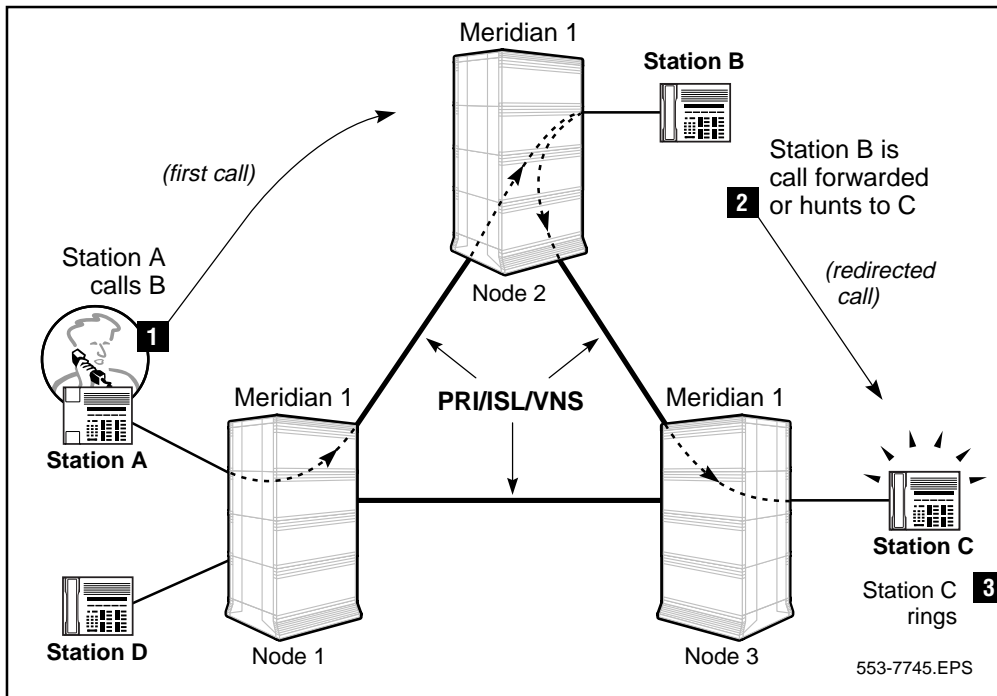 Meridian 1
Station B
(first call)
Station B is
call forwarded
2
or hunts to C
(redirected
call)
Station A
calls B
1
Node 2
Meridian 1
PRI/ISL/VNS
Meridian 1
Station A
Station C
Station C
rings
3
Station D
Node 1
Node 3
553-7745.EPS